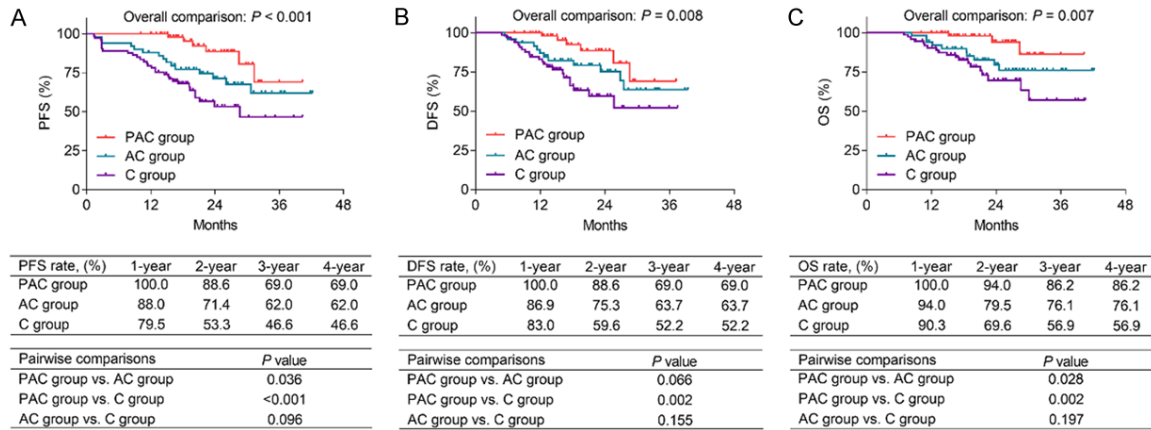 A
Overall comparison: P < 0.001
PFS (%)
100
75
50
25
0
PAC group
AC group
C group
0 12 24 36 48
Months
PFS rate, (%) 1-year 2-year 3-year 4-year
PAC group 100.0 88.6 69.0 69.0
AC group 88.0 71.4 62.0 62.0
C group 79.5 53.3 46.6 46.6
Pairwise comparisons P value
PAC group vs. AC group 0.036
PAC group vs. C group <0.001
AC group vs. C group 0.096
B
Overall comparison: P = 0.008
DFS (%)
100
75
50
25
0
PAC group
AC group
C group
0 12 24 36 48
Months
DFS rate, (%) 1-year 2-year 3-year 4-year
PAC group 100.0 88.6 69.0 69.0
AC group 86.9 75.3 63.7 63.7
C group 83.0 59.6 52.2 52.2
Pairwise comparisons P value
PAC group vs. AC group 0.066
PAC group vs. C group 0.002
AC group vs. C group 0.155
C
Overall comparison: P = 0.007
OS (%)
100
75
50
25
0
PAC group
AC group
C group
0 12 24 36 48
Months
OS rate, (%) 1-year 2-year 3-year 4-year
PAC group 100.0 94.0 86.2 86.2
AC group 94.0 79.5 76.1 76.1
C group 90.3 69.6 56.9 56.9
Pairwise comparisons P value
PAC group vs. AC group 0.028
PAC group vs. C group 0.002
AC group vs. C group 0.197